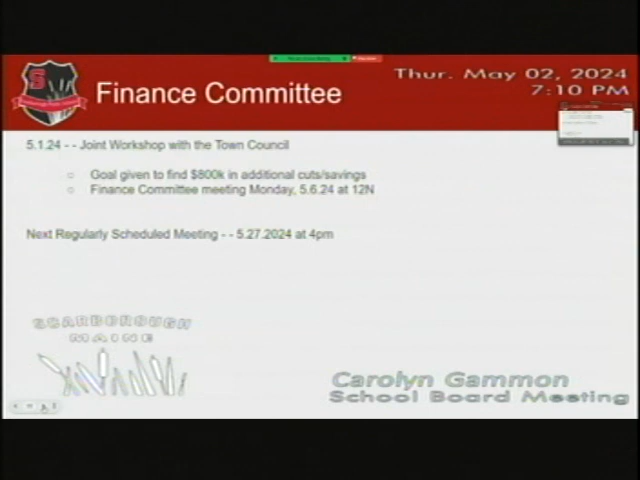 Thur. May 02, 2024
7:10 PM
S
Finance Committee
5.1.24 - - Joint Workshop with the Town Council
Goal given to find $800k in additional cuts/savings
Finance Committee meeting Monday, 5.6.24 at 12N
Next Regularly Scheduled Meeting - - 5.27.2024 at 4pm
SCARBOROUGH
MAINE
Carolyn Gammon
School Board Meeting